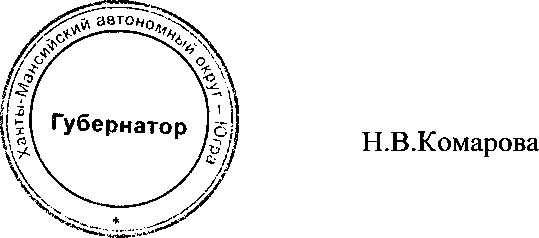 Ханты-Мансийский автономный округ – Югра
Губернатор
*
Н.В.Комарова